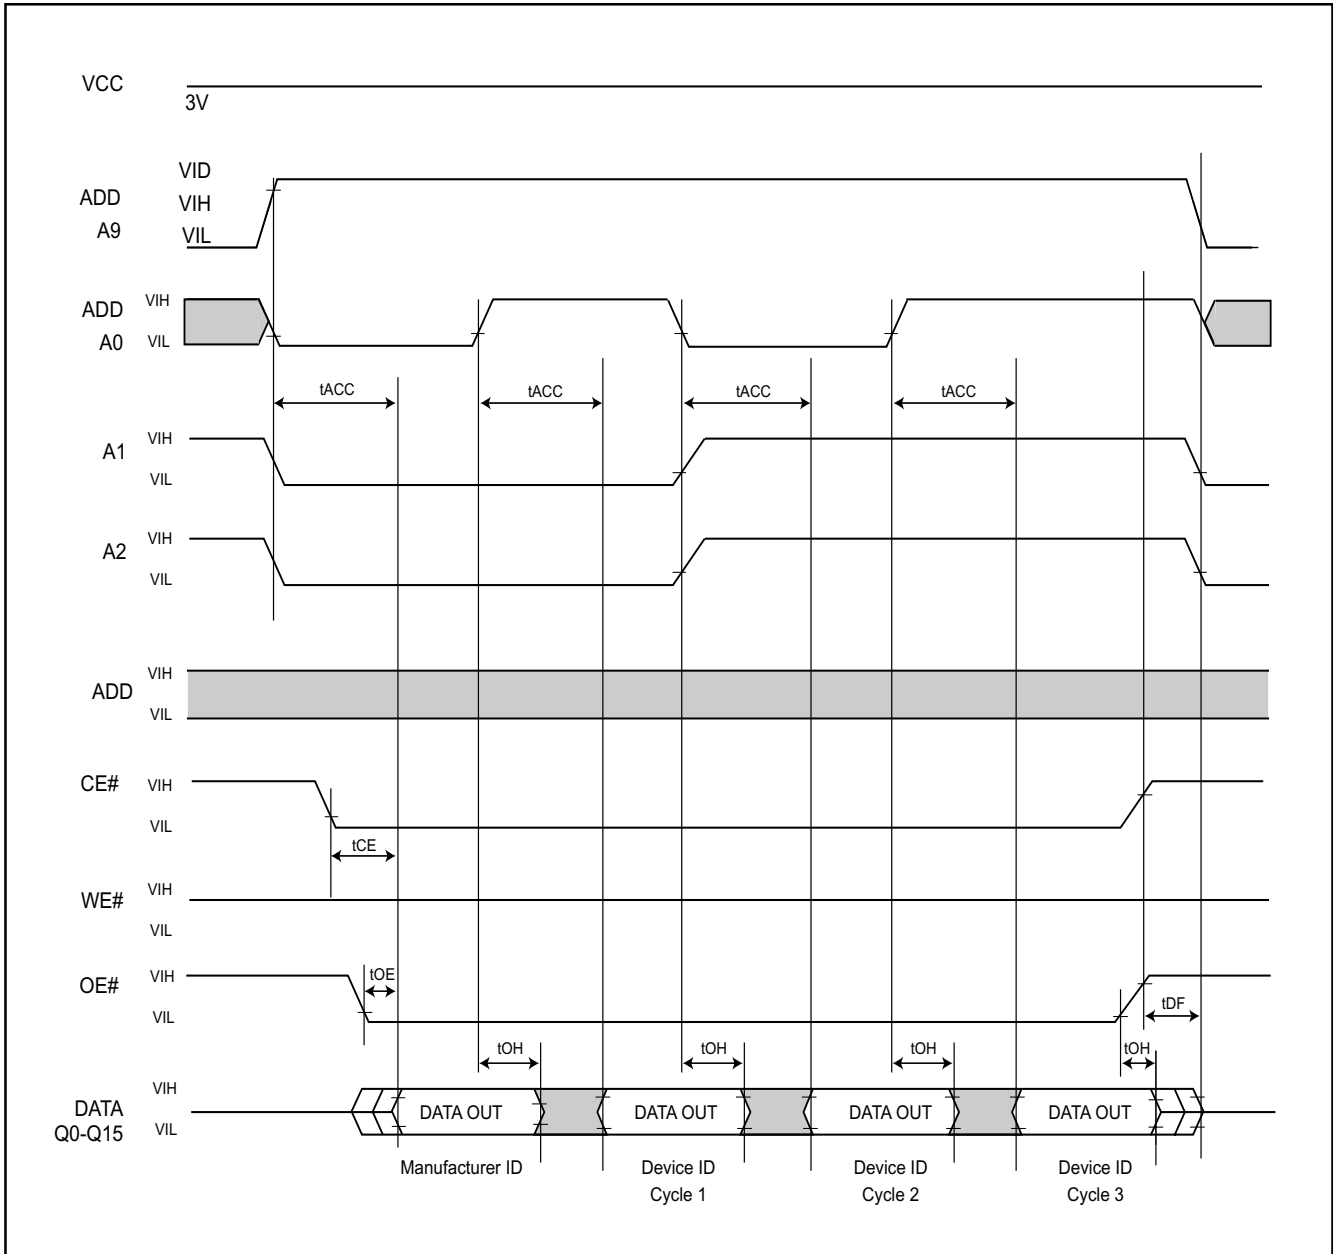 VCC
3V
VID
ADD
VIH
A9
VIL
ADD
VIH
A0
VIL
tACC
tACC
tACC
tACC
A1
VIH
VIL
A2
VIH
VIL
ADD
VIH
VIL
CE#
VIH
VIL
tCE
WE#
VIH
VIL
OE#
VIH
VIL
tOE
tDF
tOH
tOH
tOH
tOH
DATA
Q0-Q15
VIH
VIL
DATA OUT
DATA OUT
DATA OUT
DATA OUT
Manufacturer ID
Device ID
Cycle 1
Device ID
Cycle 2
Device ID
Cycle 3